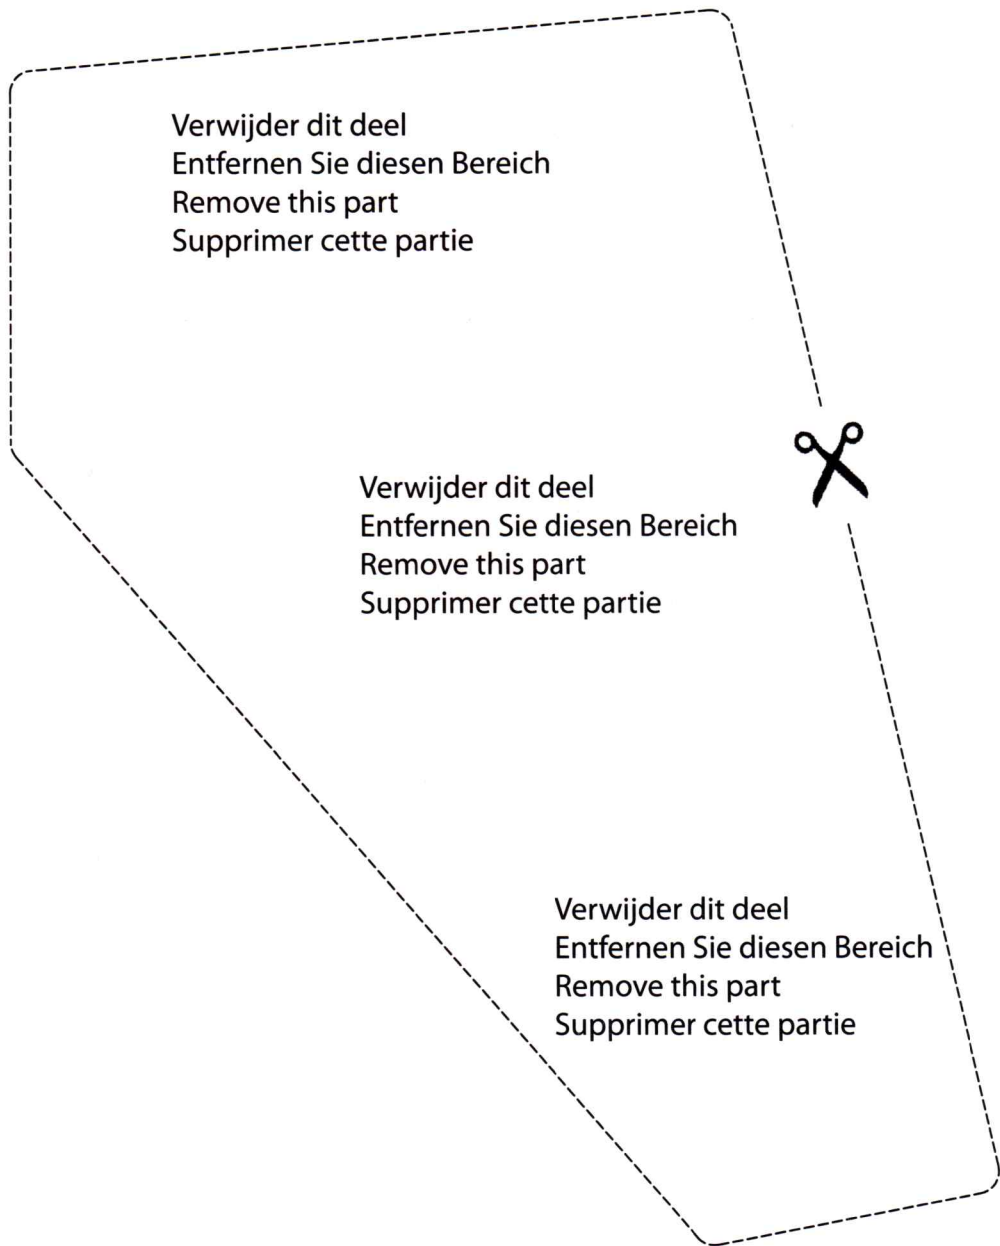 Verwijder dit deel
Entfernen Sie diesen Bereich
Remove this part
Supprimer cette partie
Verwijder dit deel
Entfernen Sie diesen Bereich
Remove this part
Supprimer cette partie
Verwijder dit deel
Entfernen Sie diesen Bereich
Remove this part
Supprimer cette partie